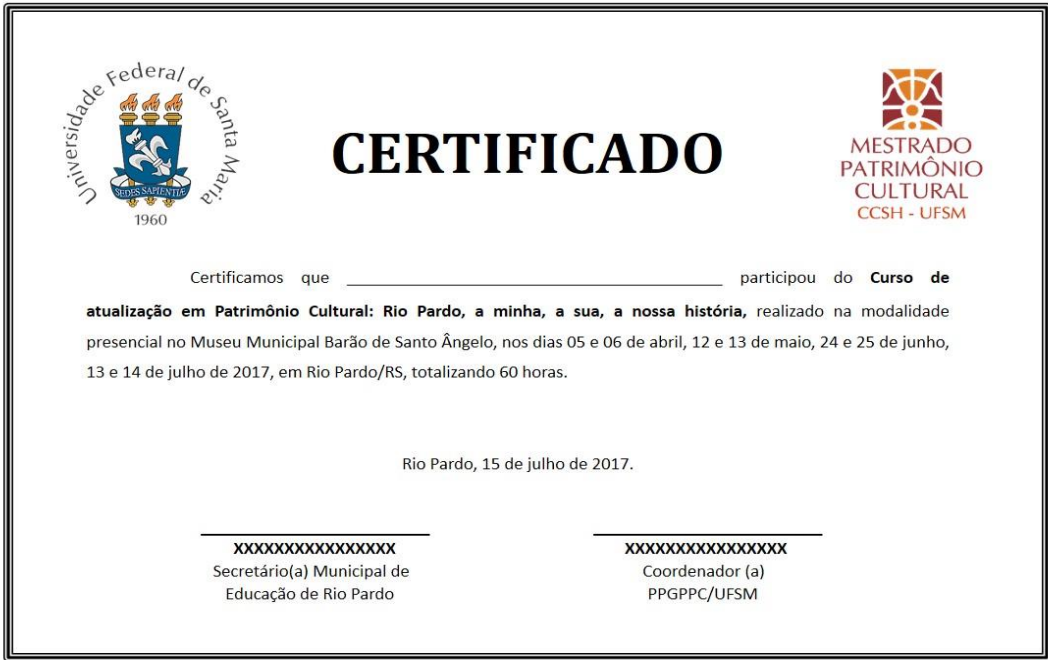 Universidade Federal de Santa Maria
SEDES SAPIENTIÆ
1960
CERTIFICADO
MESTRADO
PATRIMÔNIO
CULTURAL
CCSH - UFSM
Certificamos que ______________________ participou do Curso de
atualização em Patrimônio Cultural: Rio Pardo, a minha, a sua, a nossa história, realizado na modalidade
presencial no Museu Municipal Barão de Santo Ângelo, nos dias 05 e 06 de abril, 12 e 13 de maio, 24 e 25 de junho,
13 e 14 de julho de 2017, em Rio Pardo/RS, totalizando 60 horas.
Rio Pardo, 15 de julho de 2017.
XXXXXXXXXXXXXXXX
Secretário(a) Municipal de
Educação de Rio Pardo
XXXXXXXXXXXXXXXX
Coordenador (a)
PPGPPC/UFSM